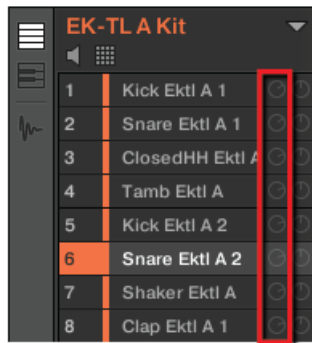 EK-TL A Kit
1 Kick Ektl A 1
2 Snare Ektl A 1
3 ClosedHH Ektl A
4 Tamb Ektl A
5 Kick Ektl A 2
6 Snare Ektl A 2
7 Shaker Ektl A
8 Clap Ektl A 1